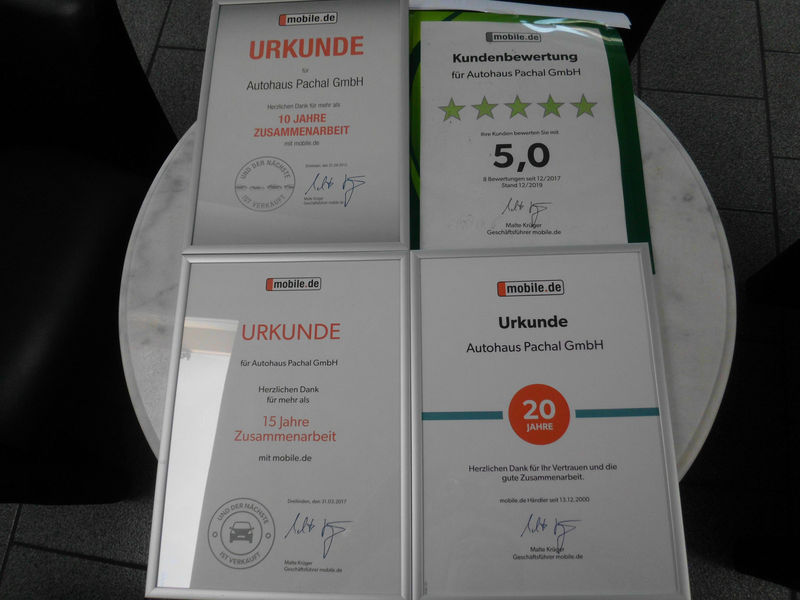 mobile.de
URKUNDE
für
Autohaus Pachal GmbH
Herzlichen Dank für mehr als
10 JAHRE
ZUSAMMENARBEIT
mit mobile.de
UND DER NÄCHSTE
IST VERKAUFT
Malte Krüger
Geschäftsführer mobile.de
mobile.de
Kundenbewertung
für Autohaus Pachal GmbH
Ihre Kunden bewerten Sie mit
5,0
8 Bewertungen seit 12/2017
Stand 12/2019
Malte Krüger
Geschäftsführer mobile.de
mobile.de
URKUNDE
für Autohaus Pachal GmbH
Herzlichen Dank
für mehr als
15 Jahre
Zusammenarbeit
mit mobile.de
UND DER NÄCHSTE
IST VERKAUFT
Dreilinden, den 31.03.2017
Malte Krüger
Geschäftsführer mobile.de
mobile.de
Urkunde
Autohaus Pachal GmbH
20
JAHRE
Herzlichen Dank für Ihr Vertrauen und die
gute Zusammenarbeit.
mobile.de Händler seit 13.12.2000
Malte Krüger
Geschäftsführer mobile.de